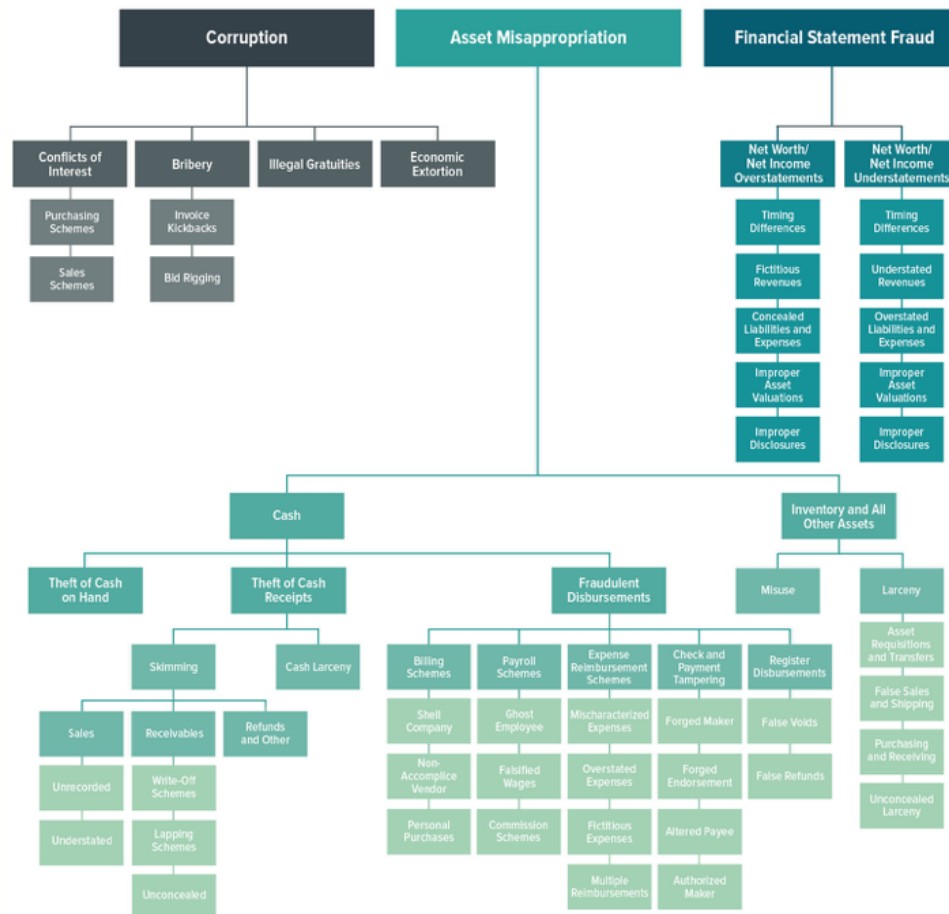 Corruption
Asset Misappropriation
Financial Statement Fraud
Conflicts of
Interest
Bribery
Illegal Gratuities
Economic
Extortion
Net Worth/
Net Income
Overstatements
Net Worth/
Net Income
Understatements
Purchasing
Schemes
Invoice
Kickbacks
Timing
Differences
Timing
Differences
Sales
Schemes
Bid Rigging
Fictitious
Revenues
Understated
Revenues
Concealed
Liabilities and
Expenses
Overstated
Liabilities and
Expenses
Improper
Asset
Valuations
Improper
Asset
Valuations
Improper
Disclosures
Improper
Disclosures
Cash
Inventory and All
Other Assets
Theft of Cash
on Hand
Theft of Cash
Receipts
Fraudulent
Disbursements
Misuse
Larceny
Skimming
Cash Larceny
Billing
Schemes
Payroll Schemes
Expense
Reimbursement
Schemes
Check and
Payment
Tampering
Register
Disbursements
Asset
Requisitions
and Transfers
Sales
Receivables
Refunds
and Other
Shell
Company
Ghost
Employee
Mischaracterized
Expenses
Forged Maker
False Voids
False Sales
and Shipping
Unrecorded
Write-Off
Schemes
Non-
Accomplice
Vendor
Falsified
Wages
Overstated
Expenses
Forged
Endorsement
False Refunds
Purchasing
and Receiving
Understated
Lapping
Schemes
Personal
Purchases
Commission
Schemes
Fictitious
Expenses
Altered Payee
Unconcealed
Larceny
Unconcealed
Multiple
Reimbursements
Authorized
Maker